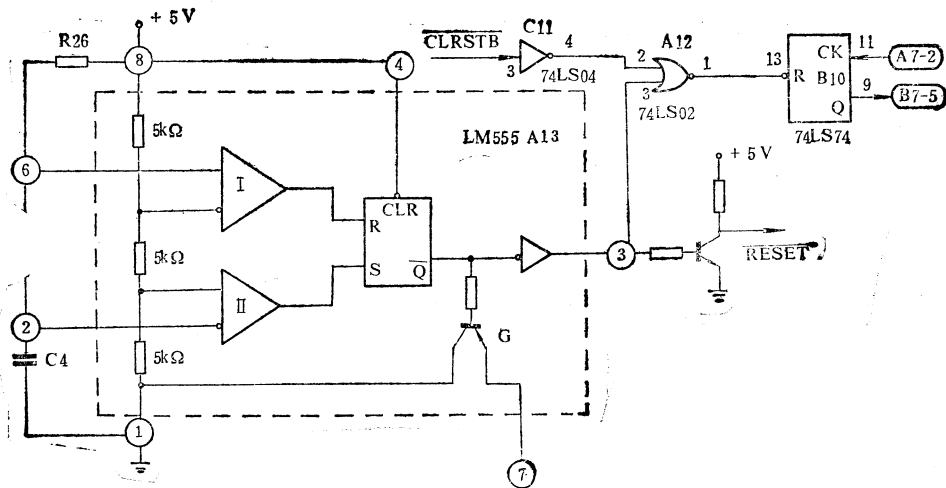 +5V
R26
8
4
CLRSTB
3
C11
4
74LS04
A12
2
3
1
74LS02
13
R
CK
B10
Q
11
9
A7-2
B7-5
74LS74
5kΩ
LM555 A13
6
I
CLR
R
S
Q
5kΩ
+5V
3
RESET
2
II
C4
5kΩ
G
1
7